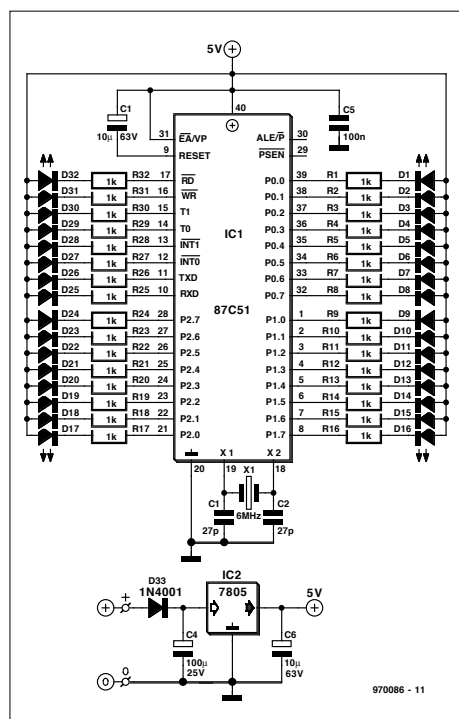 5V
C1
10µ 63V
C5
100n
40
31 EA/VP
ALE/P 30
9 RESET
PSEN 29
IC1
87C51
D32 1k R32 17 RD
P0.0 39 R1 1k D1
D31 1k R31 16 WR
P0.1 38 R2 1k D2
D30 1k R30 15 T1
P0.2 37 R3 1k D3
D29 1k R29 14 T0
P0.3 36 R4 1k D4
D28 1k R28 13 INT1
P0.4 35 R5 1k D5
D27 1k R27 12 INT0
P0.5 34 R6 1k D6
D26 1k R26 11 TXD
P0.6 33 R7 1k D7
D25 1k R25 10 RXD
P0.7 32 R8 1k D8
D24 1k R24 28 P2.7
P1.0 1 R9 1k D9
D23 1k R23 27 P2.6
P1.1 2 R10 1k D10
D22 1k R22 26 P2.5
P1.2 3 R11 1k D11
D21 1k R21 25 P2.4
P1.3 4 R12 1k D12
D20 1k R20 24 P2.3
P1.4 5 R13 1k D13
D19 1k R19 23 P2.2
P1.5 6 R14 1k D14
D18 1k R18 22 P2.1
P1.6 7 R15 1k D15
D17 1k R17 21 P2.0
P1.7 8 R16 1k D16
X1 X2
20 19 18
X1
C1 C2
6MHz
27p 27p
D33
1N4001
IC2
7805
5V
+
C4
100µ
25V
C6
10µ
63V
0
970086 - 11